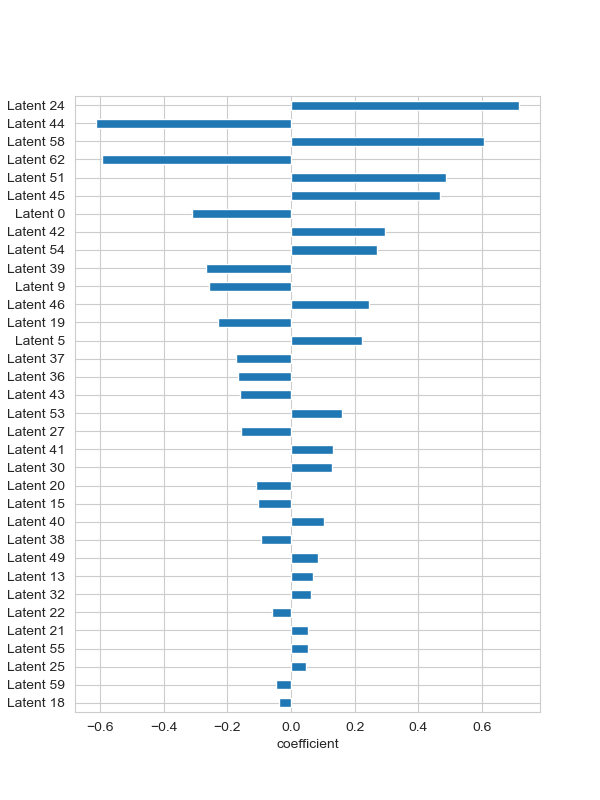 Latent 24
Latent 44
Latent 58
Latent 62
Latent 51
Latent 45
Latent 0
Latent 42
Latent 54
Latent 39
Latent 9
Latent 46
Latent 19
Latent 5
Latent 37
Latent 36
Latent 43
Latent 53
Latent 27
Latent 41
Latent 30
Latent 20
Latent 15
Latent 40
Latent 38
Latent 49
Latent 13
Latent 32
Latent 22
Latent 21
Latent 55
Latent 25
Latent 59
Latent 18
−0.6 −0.4 −0.2 0.0 0.2 0.4 0.6
coefficient